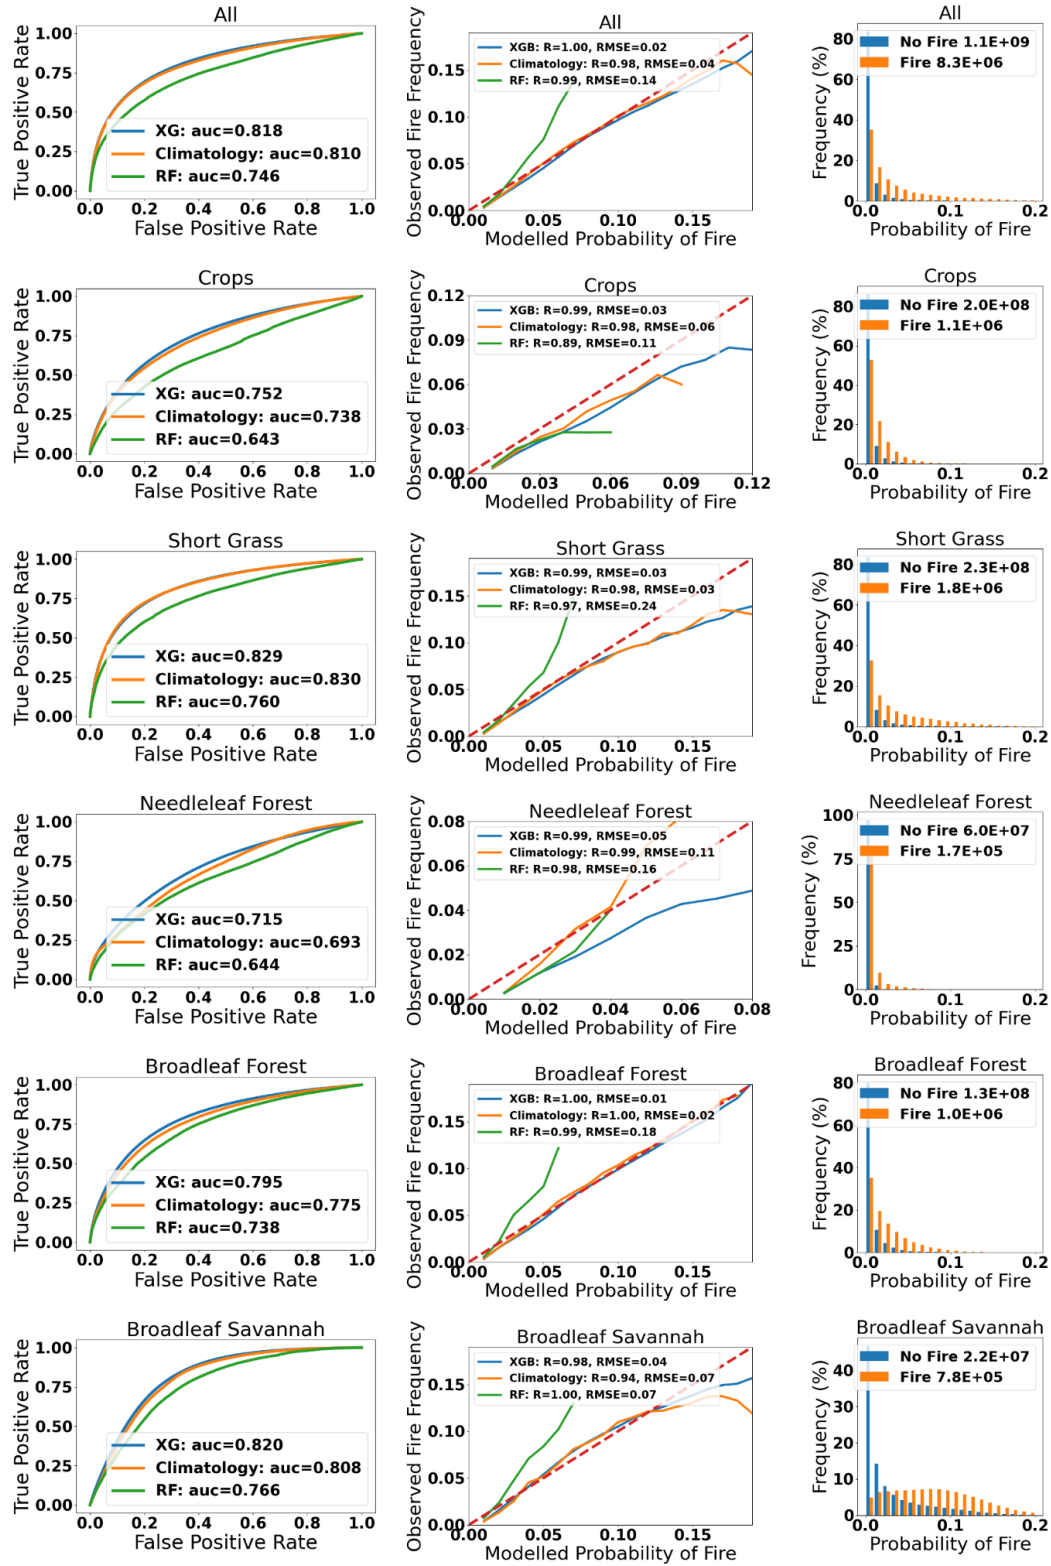 All
True Positive Rate
1.00
0.75
0.50
0.25
0.00
XG: auc=0.818
Climatology: auc=0.810
RF: auc=0.746
0.0 0.2 0.4 0.6 0.8 1.0
False Positive Rate
All
Observed Fire Frequency
0.15
0.10
0.05
0.00
XGB: R=1.00, RMSE=0.02
Climatology: R=0.98, RMSE=0.04
RF: R=0.99, RMSE=0.14
0.00 0.05 0.10 0.15
Modelled Probability of Fire
All
Frequency (%)
80
60
40
20
0
No Fire 1.1E+09
Fire 8.3E+06
0.0 0.1 0.2
Probability of Fire
Crops
True Positive Rate
1.00
0.75
0.50
0.25
0.00
XG: auc=0.752
Climatology: auc=0.738
RF: auc=0.643
0.0 0.2 0.4 0.6 0.8 1.0
False Positive Rate
Crops
Observed Fire Frequency
0.12
0.09
0.06
0.03
0.00
XGB: R=0.99, RMSE=0.03
Climatology: R=0.98, RMSE=0.06
RF: R=0.89, RMSE=0.11
0.00 0.03 0.06 0.09 0.12
Modelled Probability of Fire
Crops
Frequency (%)
80
60
40
20
0
No Fire 2.0E+08
Fire 1.1E+06
0.0 0.1 0.2
Probability of Fire
Short Grass
True Positive Rate
1.00
0.75
0.50
0.25
0.00
XG: auc=0.829
Climatology: auc=0.830
RF: auc=0.760
0.0 0.2 0.4 0.6 0.8 1.0
False Positive Rate
Short Grass
Observed Fire Frequency
0.15
0.10
0.05
0.00
XGB: R=0.99, RMSE=0.03
Climatology: R=0.98, RMSE=0.03
RF: R=0.97, RMSE=0.24
0.00 0.05 0.10 0.15
Modelled Probability of Fire
Short Grass
Frequency (%)
80
60
40
20
0
No Fire 2.3E+08
Fire 1.8E+06
0.0 0.1 0.2
Probability of Fire
Needleleaf Forest
True Positive Rate
1.00
0.75
0.50
0.25
0.00
XG: auc=0.715
Climatology: auc=0.693
RF: auc=0.644
0.0 0.2 0.4 0.6 0.8 1.0
False Positive Rate
Needleleaf Forest
Observed Fire Frequency
0.08
0.06
0.04
0.02
0.00
XGB: R=0.99, RMSE=0.05
Climatology: R=0.99, RMSE=0.11
RF: R=0.98, RMSE=0.16
0.00 0.02 0.04 0.06 0.08
Modelled Probability of Fire
Needleleaf Forest
Frequency (%)
100
75
50
25
0
No Fire 6.0E+07
Fire 1.7E+05
0.0 0.1 0.2
Probability of Fire
Broadleaf Forest
True Positive Rate
1.00
0.75
0.50
0.25
0.00
XG: auc=0.795
Climatology: auc=0.775
RF: auc=0.738
0.0 0.2 0.4 0.6 0.8 1.0
False Positive Rate
Broadleaf Forest
Observed Fire Frequency
0.15
0.10
0.05
0.00
XGB: R=1.00, RMSE=0.01
Climatology: R=1.00, RMSE=0.02
RF: R=0.99, RMSE=0.18
0.00 0.05 0.10 0.15
Modelled Probability of Fire
Broadleaf Forest
Frequency (%)
80
60
40
20
0
No Fire 1.3E+08
Fire 1.0E+06
0.0 0.1 0.2
Probability of Fire
Broadleaf Savannah
True Positive Rate
1.00
0.75
0.50
0.25
0.00
XG: auc=0.820
Climatology: auc=0.808
RF: auc=0.766
0.0 0.2 0.4 0.6 0.8 1.0
False Positive Rate
Broadleaf Savannah
Observed Fire Frequency
0.15
0.10
0.05
0.00
XGB: R=0.98, RMSE=0.04
Climatology: R=0.94, RMSE=0.07
RF: R=1.00, RMSE=0.07
0.00 0.05 0.10 0.15
Modelled Probability of Fire
Broadleaf Savannah
Frequency (%)
40
30
20
10
0
No Fire 2.2E+07
Fire 7.8E+05
0.0 0.1 0.2
Probability of Fire